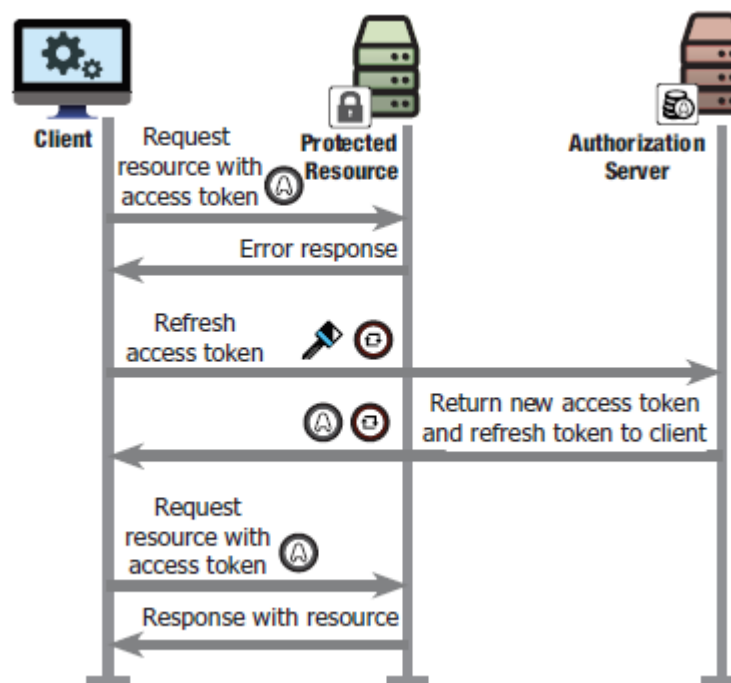 Client
Protected
Resource
Authorization
Server
Request
resource with
access token
Error response
Refresh
access token
Return new access token
and refresh token to client
Request
resource with
access token
Response with resource